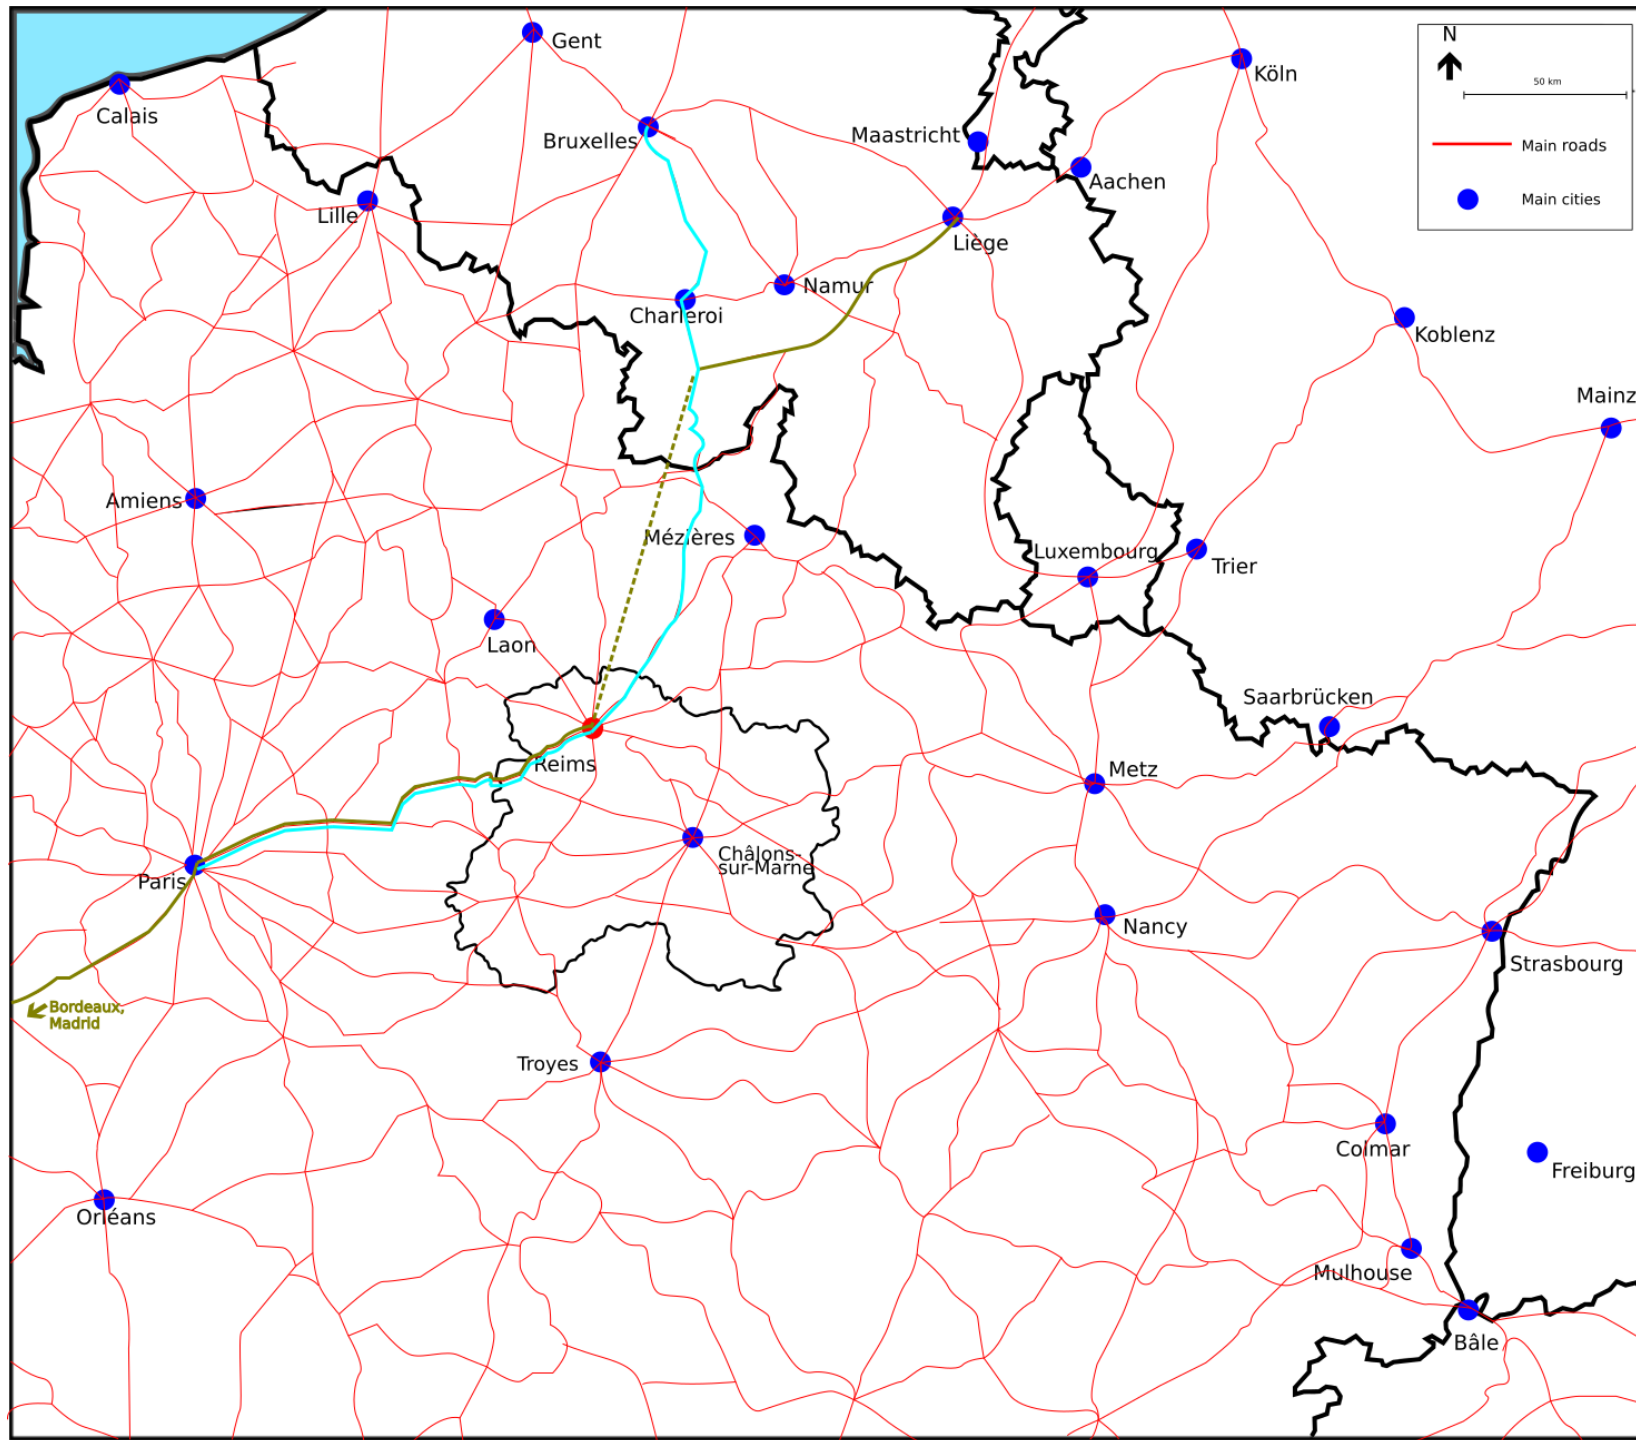 N
50 km
Main roads
Main cities
Gent
Calais
Bruxelles
Köln
Maastricht
Aachen
Lille
Liège
Namur
Charleroi
Koblenz
Mainz
Amiens
Mézières
Luxembourg
Trier
Laon
Saarbrücken
Reims
Metz
Châlons-
sur-Marne
Paris
Nancy
Strasbourg
Bordeaux,
Madrid
Troyes
Colmar
Freiburg
Orléans
Mulhouse
Bâle